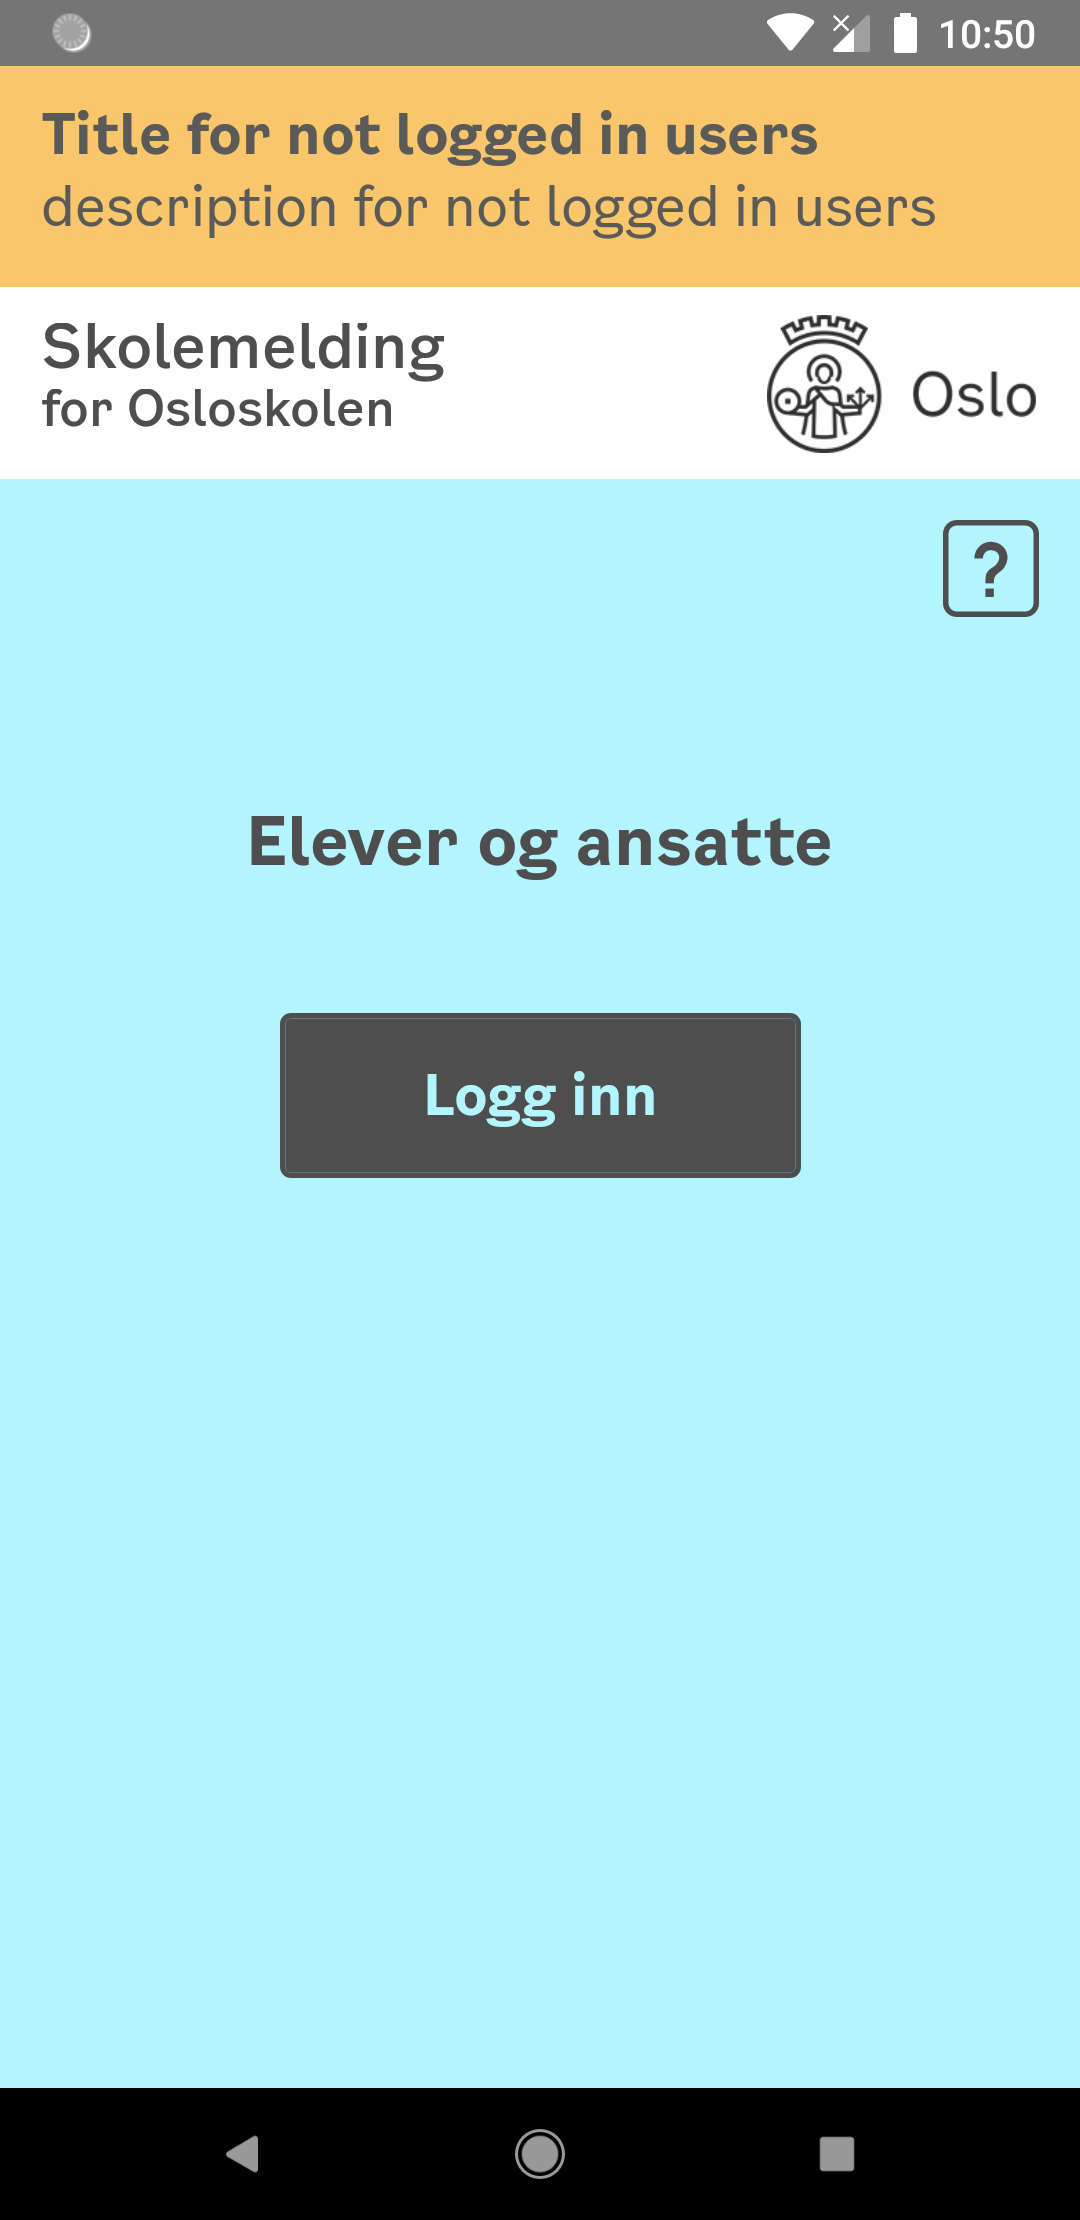 10:50
Title for not logged in users
description for not logged in users
Skolemelding
for Osloskolen
Oslo
?
Elever og ansatte
Logg inn